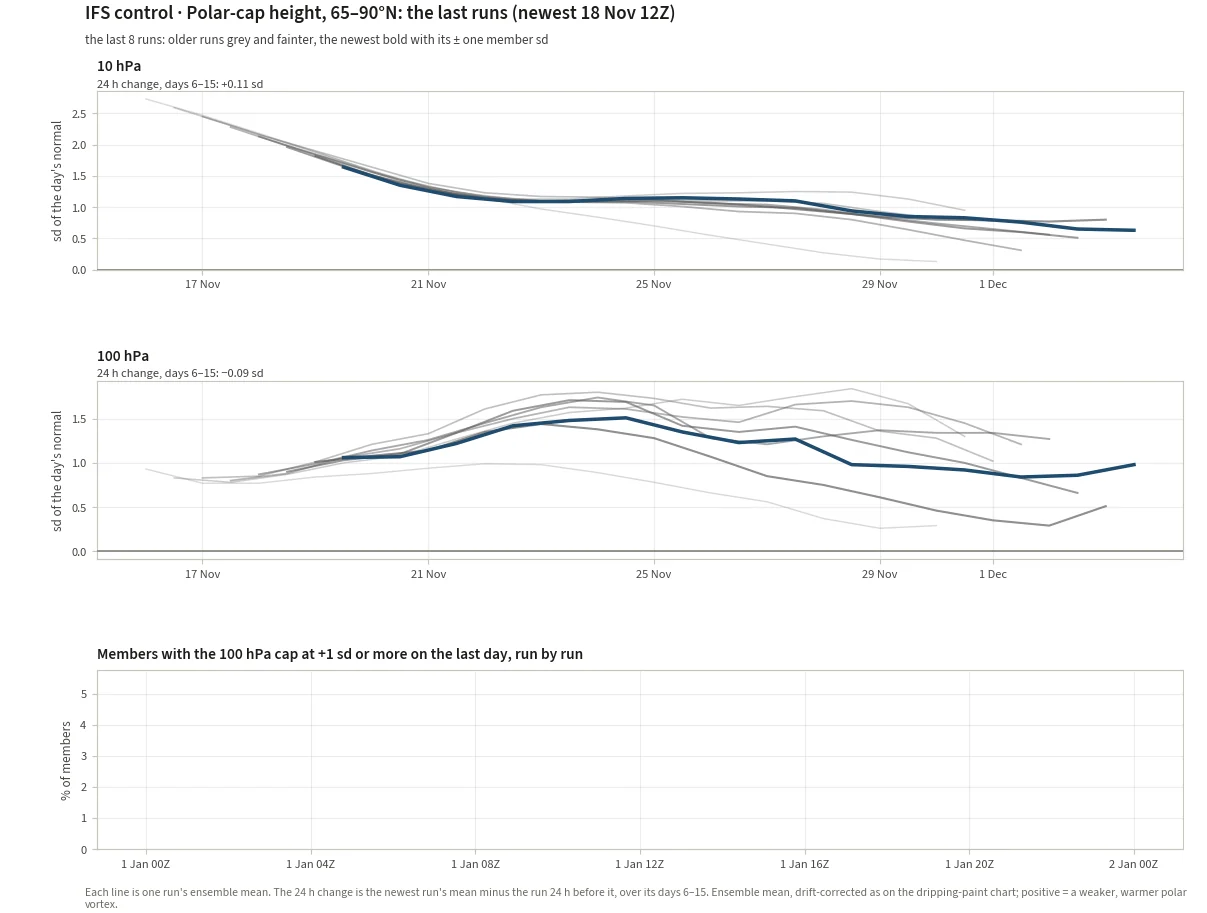 IFS control · Polar-cap height, 65–90°N: the last runs (newest 18 Nov 12Z)
the last 8 runs: older runs grey and fainter, the newest bold with its ± one member sd
10 hPa
24 h change, days 6–15: +0.11 sd
sd of the day's normal
2.5
2.0
1.5
1.0
0.5
0.0
17 Nov
21 Nov
25 Nov
29 Nov
1 Dec
100 hPa
24 h change, days 6–15: −0.09 sd
sd of the day's normal
1.5
1.0
0.5
0.0
17 Nov
21 Nov
25 Nov
29 Nov
1 Dec
Members with the 100 hPa cap at +1 sd or more on the last day, run by run
% of members
5
4
3
2
1
0
1 Jan 00Z
1 Jan 04Z
1 Jan 08Z
1 Jan 12Z
1 Jan 16Z
1 Jan 20Z
2 Jan 00Z
Each line is one run's ensemble mean. The 24 h change is the newest run's mean minus the run 24 h before it, over its days 6–15. Ensemble mean, drift-corrected as on the dripping-paint chart; positive = a weaker, warmer polar
vortex.